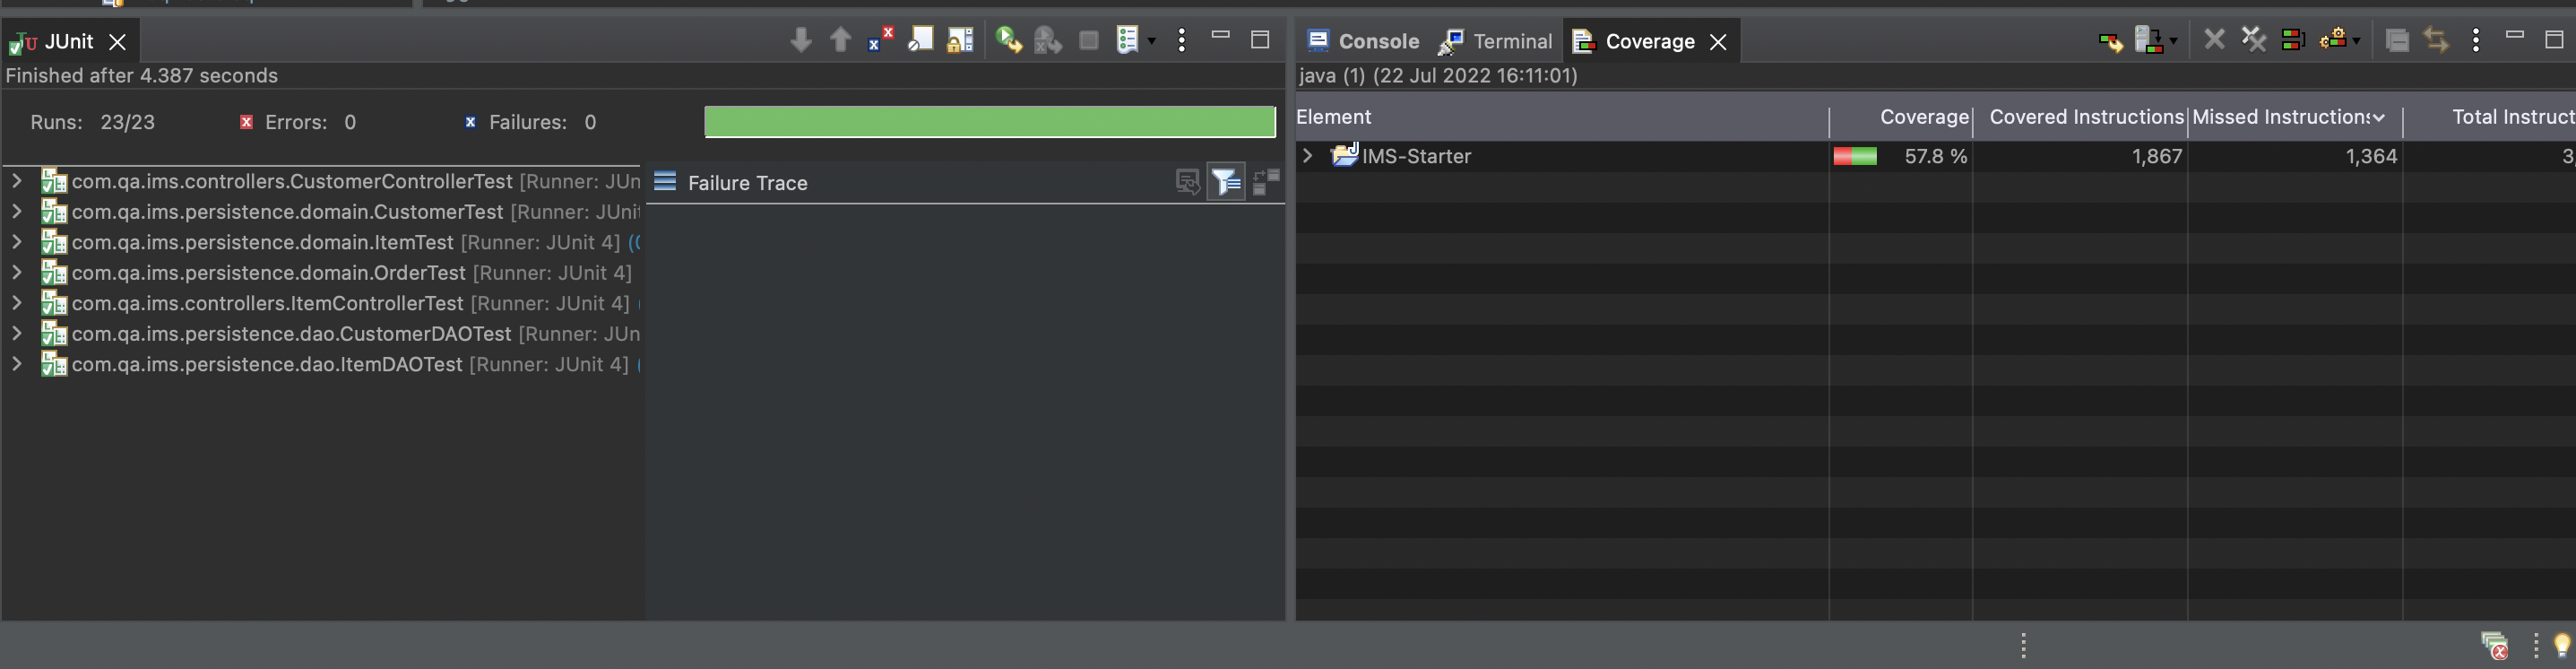 JUnit
Finished after 4.387 seconds
Runs: 23/23 Errors: 0 Failures: 0
com.qa.ims.controllers.CustomerControllerTest [Runner: JUn
com.qa.ims.persistence.domain.CustomerTest [Runner: JUnit
com.qa.ims.persistence.domain.ItemTest [Runner: JUnit 4] (
com.qa.ims.persistence.domain.OrderTest [Runner: JUnit 4]
com.qa.ims.controllers.ItemControllerTest [Runner: JUnit 4] (
com.qa.ims.persistence.dao.CustomerDAOTest [Runner: JUn
com.qa.ims.persistence.dao.ItemDAOTest [Runner: JUnit 4] (
Failure Trace
Console Terminal Coverage
java (1) (22 Jul 2022 16:11:01)
Element Coverage Covered Instructions Missed Instructions Total Instruct
IMS-Starter 57.8 % 1,867 1,364 3,